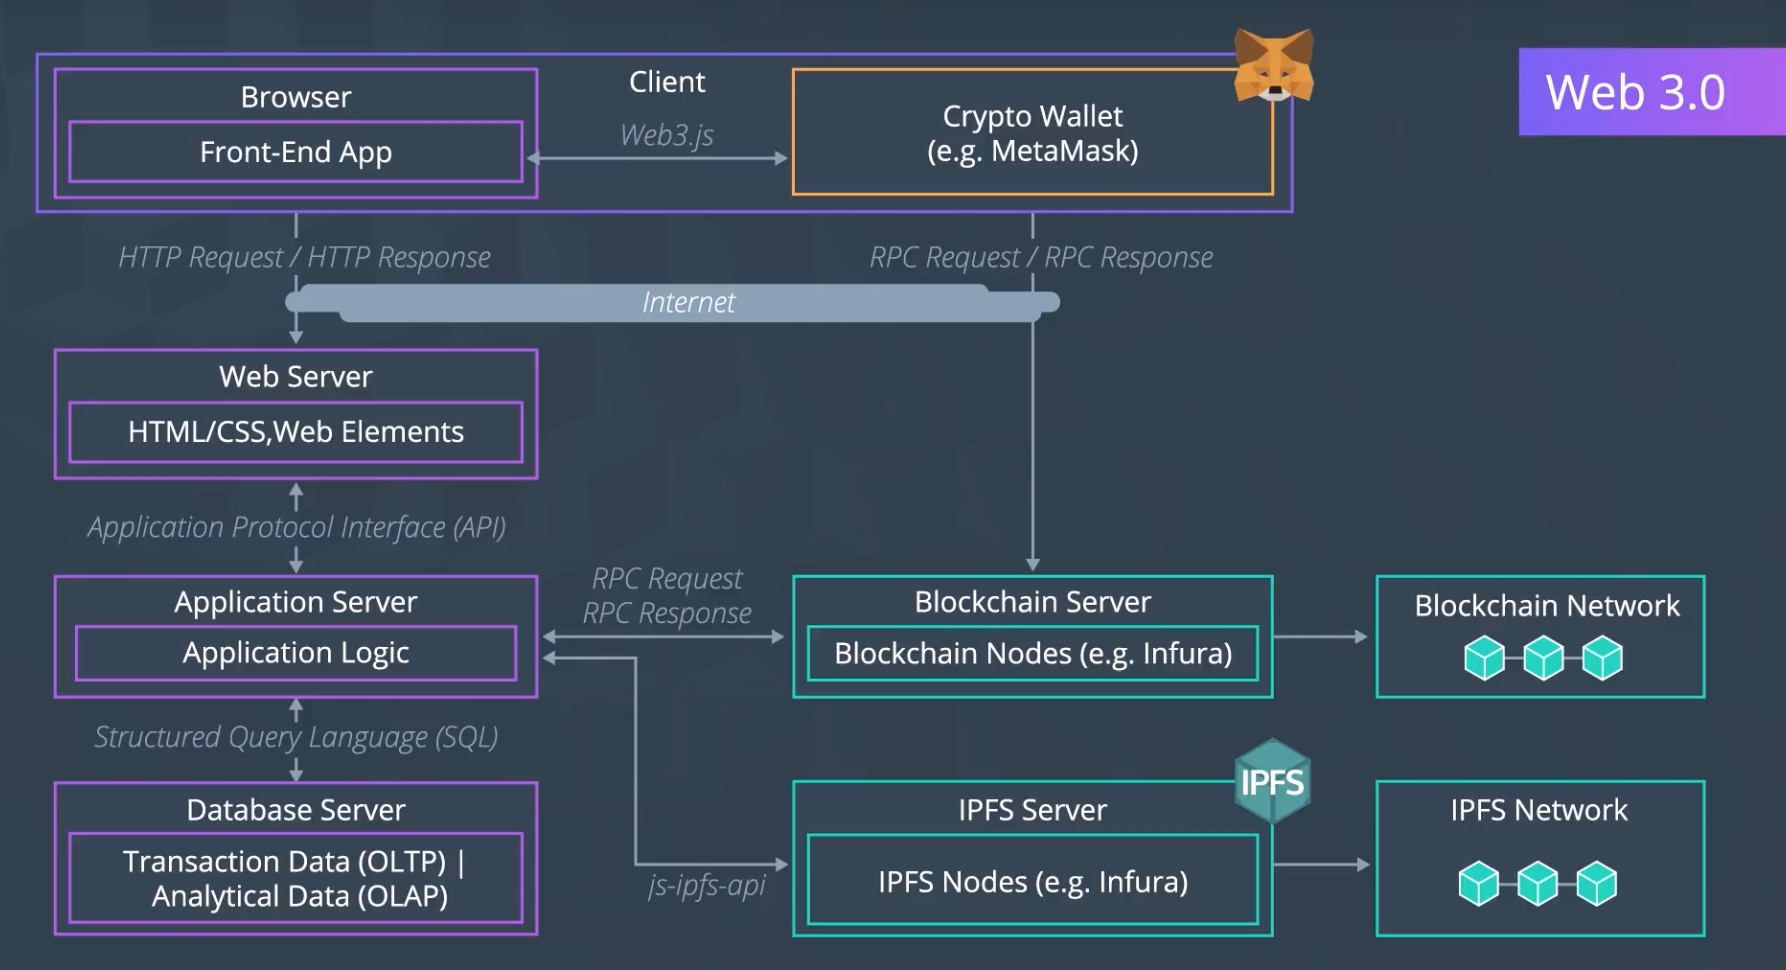 Web 3.0
Client
Browser
Front-End App
Web3.js
Crypto Wallet
(e.g. MetaMask)
HTTP Request / HTTP Response
RPC Request / RPC Response
Internet
Web Server
HTML/CSS,Web Elements
Application Protocol Interface (API)
Application Server
Application Logic
RPC Request
RPC Response
Blockchain Server
Blockchain Nodes (e.g. Infura)
Blockchain Network
Structured Query Language (SQL)
Database Server
Transaction Data (OLTP) |
Analytical Data (OLAP)
js-ipfs-api
IPFS
IPFS Server
IPFS Nodes (e.g. Infura)
IPFS Network